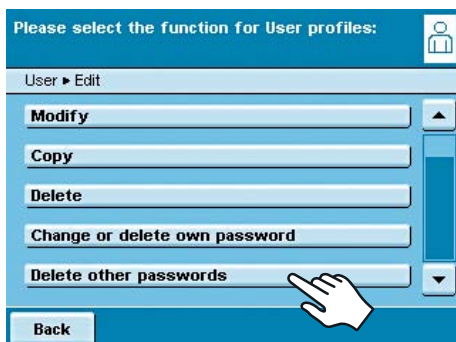 Please select the function for User profiles:
User ▸ Edit
Modify
Copy
Delete
Change or delete own password
Delete other passwords
Back